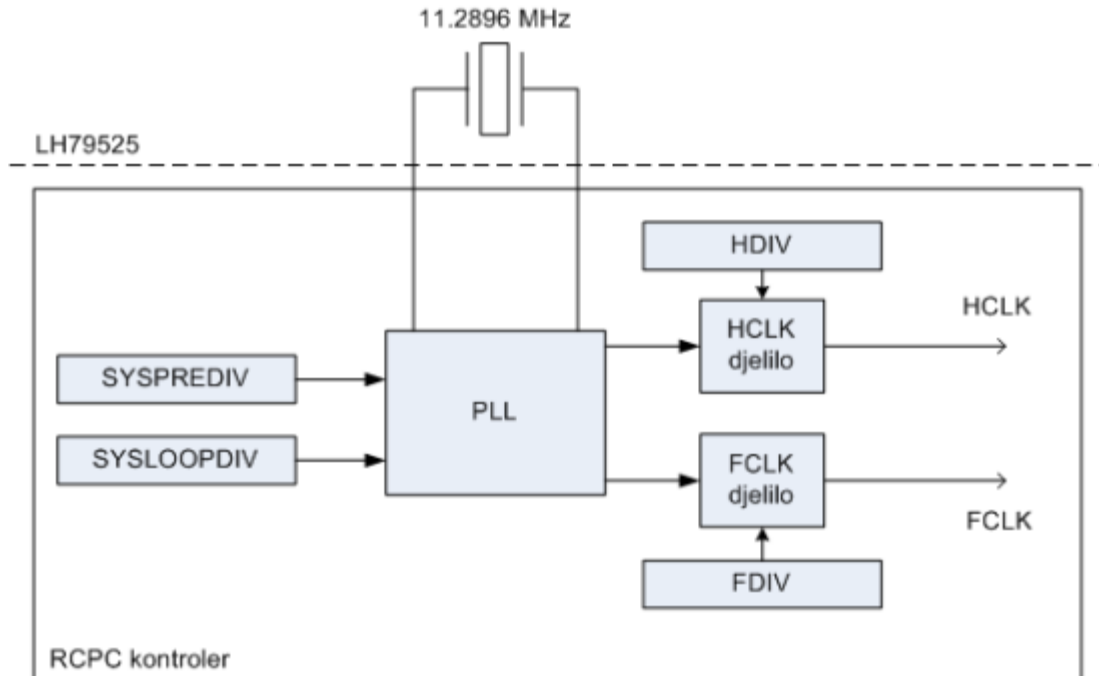 11.2896 MHz
LH79525
HDIV
HCLK
djelilo
HCLK
SYSPREDIV
SYSLOOPDIV
PLL
FCLK
djelilo
FCLK
FDIV
RCPC kontroler